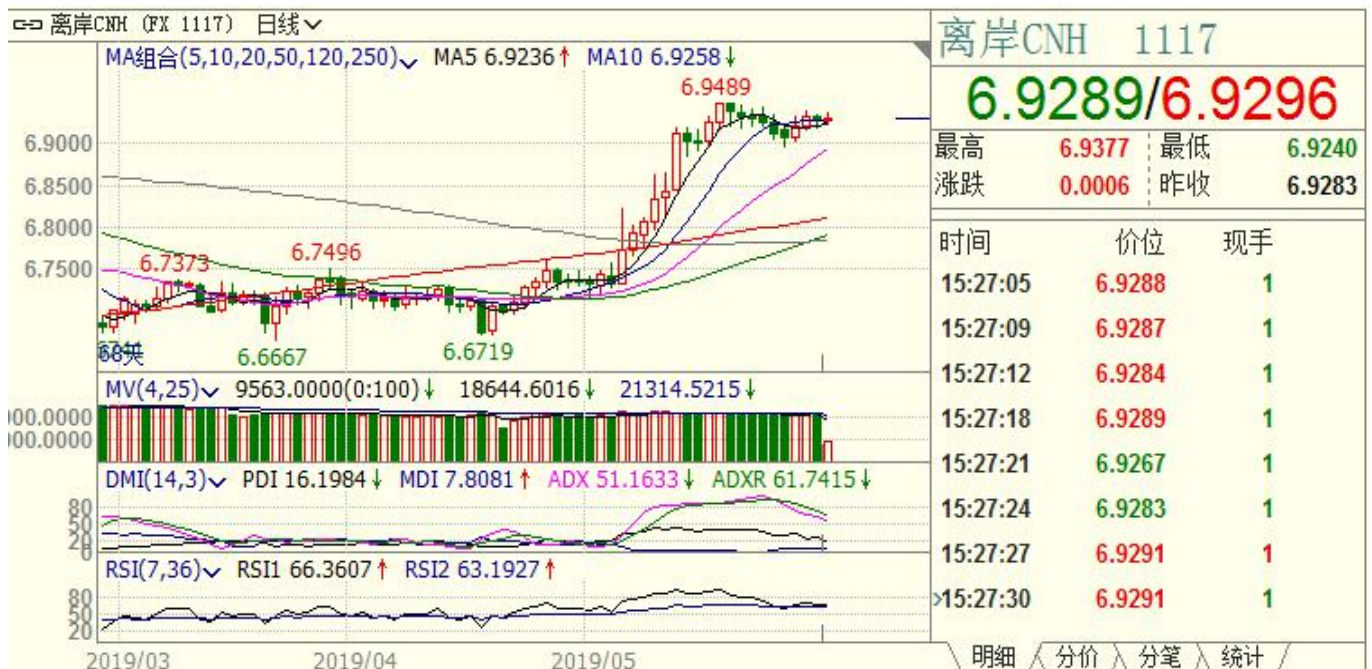 离岸CNH (FX 1117) 日线
MA组合(5,10,20,50,120,250) MA5 6.9236↑ MA10 6.9258↓
6.9489
6.9000
6.8500
6.8000
6.7500
6.7373
6.7496
68天
6.6667
6.6719
MV(4,25) 9563.0000(0:100)↓ 18644.6016↓ 21314.5215↓
000.0000
000.0000
DMI(14,3) PDI 16.1984↓ MDI 7.8081↑ ADX 51.1633↓ ADXR 61.7415↓
80
50
20
0
RSI(7,36) RSI1 66.3607↑ RSI2 63.1927↑
80
50
20
2019/03 2019/04 2019/05
离岸CNH 1117
6.9289/6.9296
最高 6.9377 最低 6.9240
涨跌 0.0006 昨收 6.9283
时间 价位 现手
15:27:05 6.9288 1
15:27:09 6.9287 1
15:27:12 6.9284 1
15:27:18 6.9289 1
15:27:21 6.9267 1
15:27:24 6.9283 1
15:27:27 6.9291 1
15:27:30 6.9291 1
明细 分价 分笔 统计